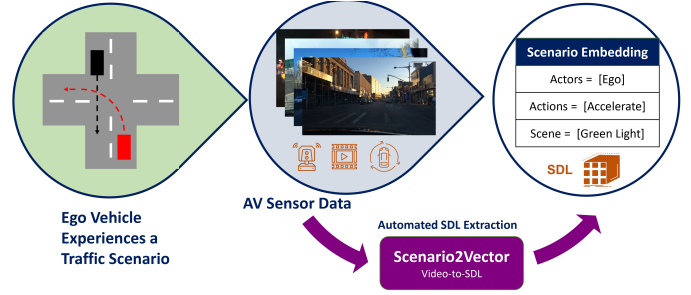 Ego Vehicle
Experiences a
Traffic Scenario
AV Sensor Data
Automated SDL Extraction
Scenario2Vector
Video-to-SDL
Scenario Embedding
Actors = [Ego]
Actions = [Accelerate]
Scene = [Green Light]
SDL